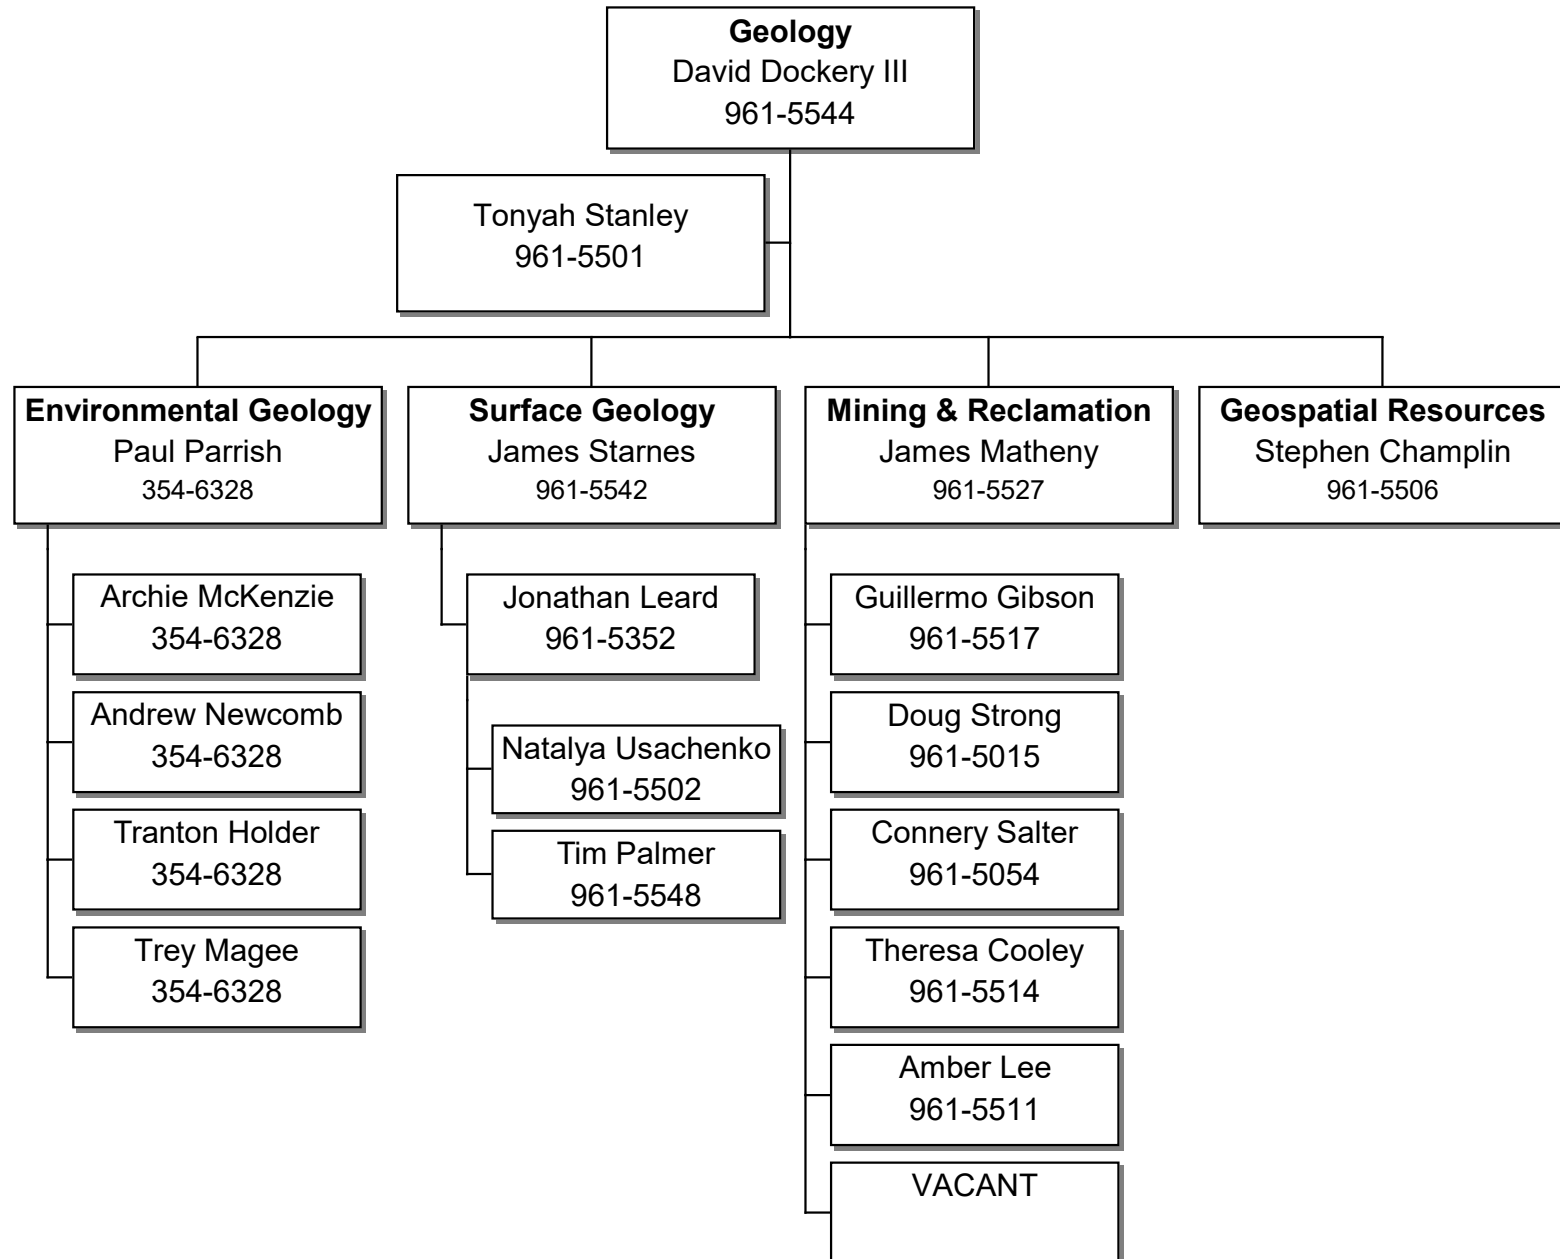 Geology
David Dockery III
961-5544
Tonyah Stanley
961-5501
Environmental Geology
Paul Parrish
354-6328
Surface Geology
James Starnes
961-5542
Mining & Reclamation
James Matheny
961-5527
Geospatial Resources
Stephen Champlin
961-5506
Archie McKenzie
354-6328
Andrew Newcomb
354-6328
Tranton Holder
354-6328
Trey Magee
354-6328
Jonathan Leard
961-5352
Natalya Usachenko
961-5502
Tim Palmer
961-5548
Guillermo Gibson
961-5517
Doug Strong
961-5015
Connery Salter
961-5054
Theresa Cooley
961-5514
Amber Lee
961-5511
VACANT